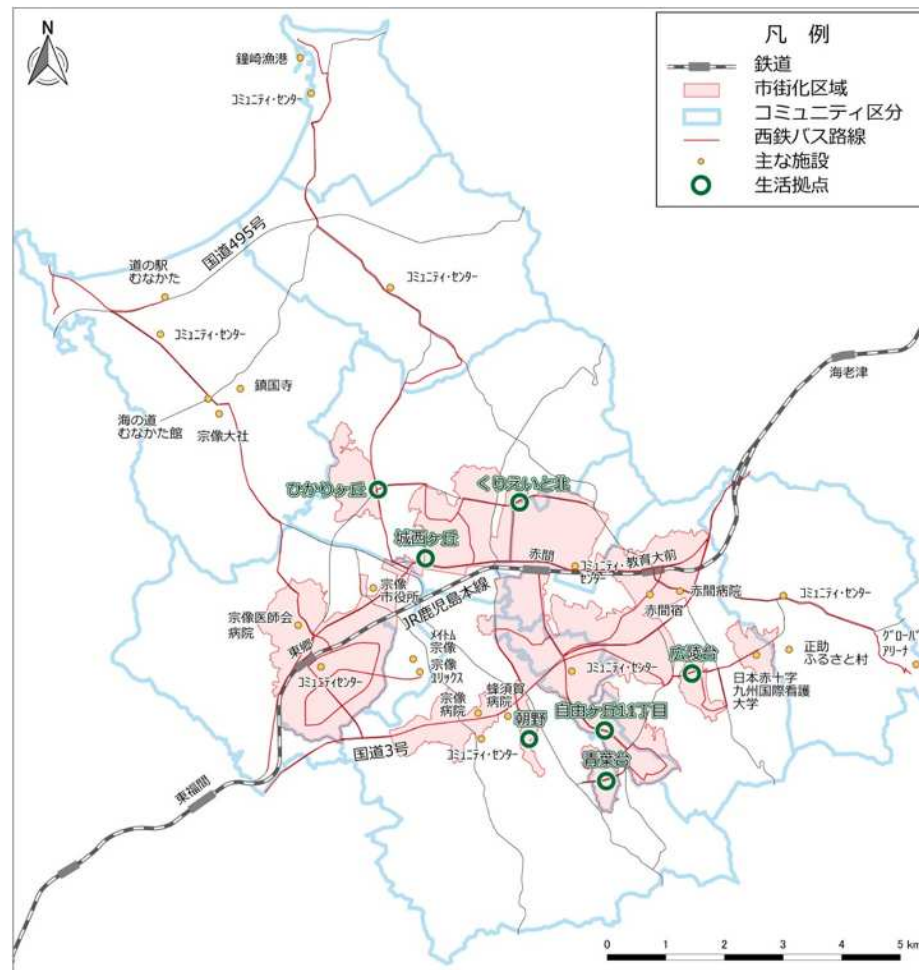 N
凡 例
鉄道
市街化区域
コミュニティ区分
西鉄バス路線
主な施設
生活拠点
鐘崎漁港
コミュニティ・センター
国道495号
道の駅
むなかた
コミュニティ・センター
コミュニティ・センター
鎮国寺
海の道
むなかた館
宗像大社
海老津
ひかりヶ丘
くりえいと北
城西ヶ丘
赤間
コミュニティ・
センター
教育大前
宗像
市役所
JR鹿児島本線
赤間宿
赤間病院
コミュニティ・センター
宗像医師会
病院
東郷
メイトム
宗像
宗像
ユリックス
コミュニティセンター
コミュニティ・センター
広陵台
グローバル
アリーナ
正助
ふるさと村
日本赤十字
九州国際看護
大学
宗像
病院
蜂須賀
病院
朝野
自由ヶ丘11丁目
コミュニティ・センター
国道3号
青葉台
東福間
0 1 2 3 4 5 km